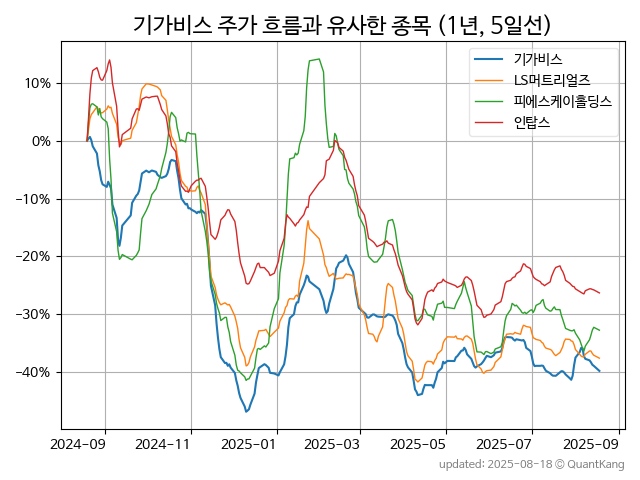 기가비스 주가 흐름과 유사한 종목 (1년, 5일선)
기가비스
LS머트리얼즈
피에스케이홀딩스
인탑스
10%
0%
−10%
−20%
−30%
−40%
2024-09 2024-11 2025-01 2025-03 2025-05 2025-07 2025-09
updated: 2025-08-18 © QuantKang